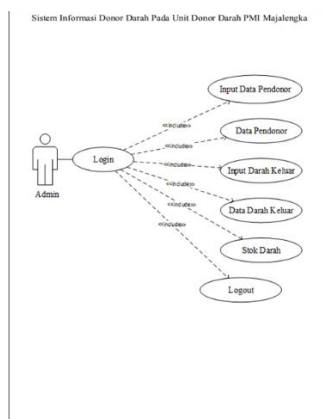 Sistem Informasi Donor Darah Pada Unit Donor Darah PMI Majalengka
Input Data Pendonor
«include»
Data Pendonor
«include»
Login
«include»
Input Darah Keluar
«include»
Admin
«include»
Data Darah Keluar
«include»
Stok Darah
Logout